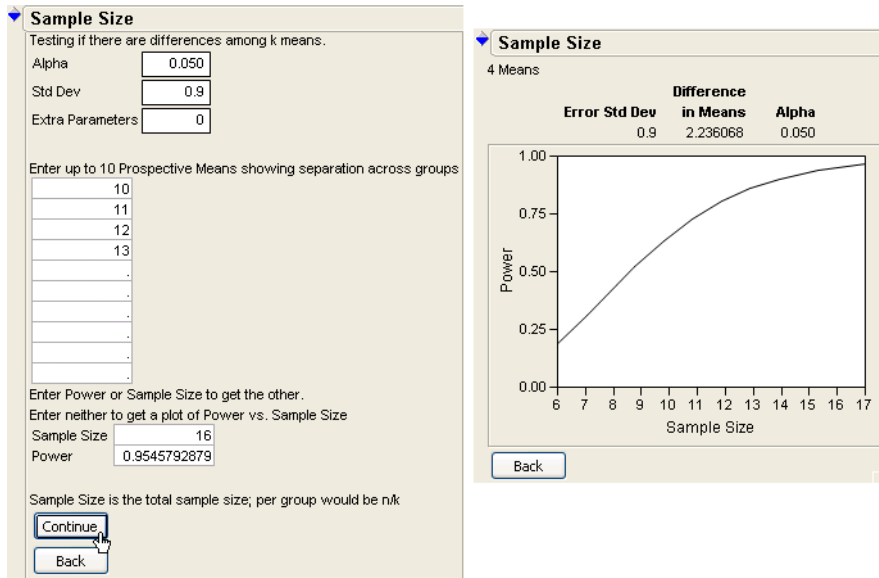 Sample Size
Testing if there are differences among k means.
Alpha 0.050
Std Dev 0.9
Extra Parameters 0
Enter up to 10 Prospective Means showing separation across groups
10
11
12
13
.
.
.
.
.
.
Enter Power or Sample Size to get the other.
Enter neither to get a plot of Power vs. Sample Size
Sample Size 16
Power 0.9545792879
Sample Size is the total sample size; per group would be n/k
Continue
Back
Sample Size
4 Means
Difference
Error Std Dev in Means Alpha
0.9 2.236068 0.050
1.00
0.75
0.50
0.25
0.00
Power
6 7 8 9 10 11 12 13 14 15 16 17
Sample Size
Back